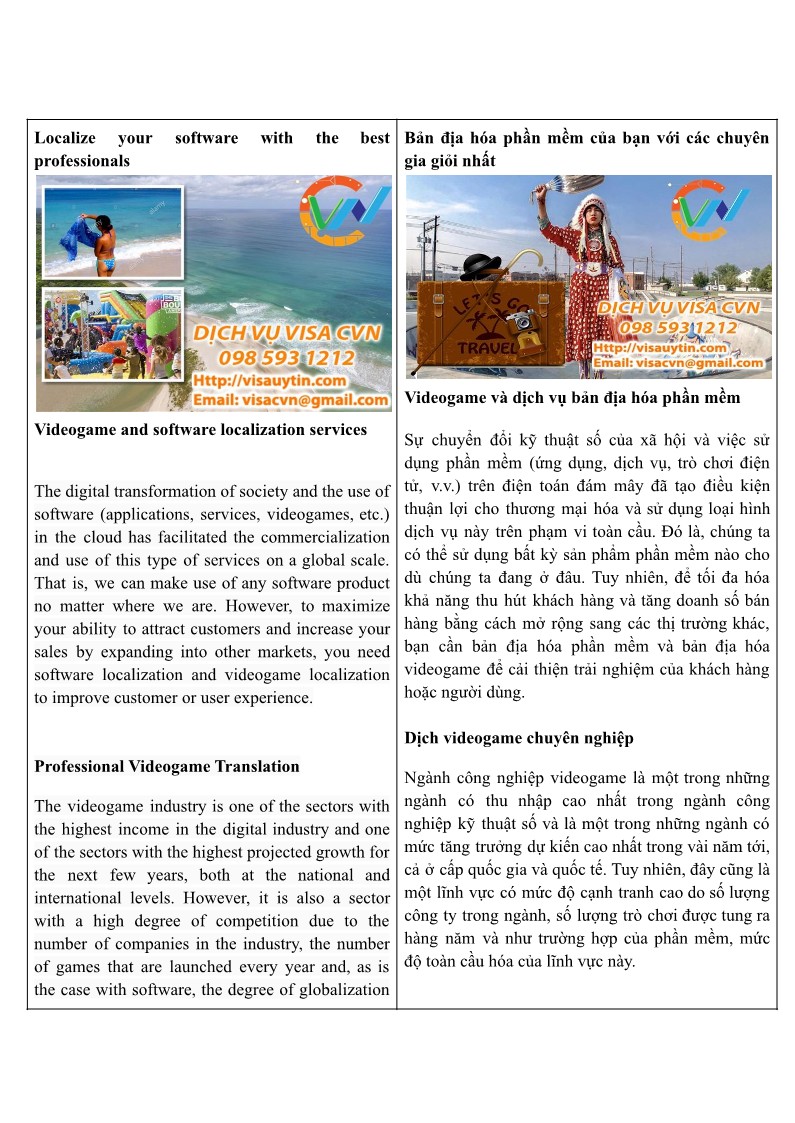 Localize your software with the best
professionals
DỊCH VỤ VISA CVN
098 593 1212
Http://visauytin.com
Email: visacvn@gmail.com
Videogame and software localization services
The digital transformation of society and the use of
software (applications, services, videogames, etc.)
in the cloud has facilitated the commercialization
and use of this type of services on a global scale.
That is, we can make use of any software product
no matter where we are. However, to maximize
your ability to attract customers and increase your
sales by expanding into other markets, you need
software localization and videogame localization
to improve customer or user experience.
Professional Videogame Translation
The videogame industry is one of the sectors with
the highest income in the digital industry and one
of the sectors with the highest projected growth for
the next few years, both at the national and
international levels. However, it is also a sector
with a high degree of competition due to the
number of companies in the industry, the number
of games that are launched every year and, as is
the case with software, the degree of globalization
Bản địa hóa phần mềm của bạn với các chuyên
gia giỏi nhất
LET'S GO
TRAVEL
DỊCH VỤ VISA CVN
098 593 1212
Http://visauytin.com
Email: visacvn@gmail.com
Videogame và dịch vụ bản địa hóa phần mềm
Sự chuyển đổi kỹ thuật số của xã hội và việc sử
dụng phần mềm (ứng dụng, dịch vụ, trò chơi điện
tử, v.v.) trên điện toán đám mây đã tạo điều kiện
thuận lợi cho thương mại hóa và sử dụng loại hình
dịch vụ này trên phạm vi toàn cầu. Đó là, chúng ta
có thể sử dụng bất kỳ sản phẩm phần mềm nào cho
dù chúng ta đang ở đâu. Tuy nhiên, để tối đa hóa
khả năng thu hút khách hàng và tăng doanh số bán
hàng bằng cách mở rộng sang các thị trường khác,
bạn cần bản địa hóa phần mềm và bản địa hóa
videogame để cải thiện trải nghiệm của khách hàng
hoặc người dùng.
Dịch videogame chuyên nghiệp
Ngành công nghiệp videogame là một trong những
ngành có thu nhập cao nhất trong ngành công
nghiệp kỹ thuật số và là một trong những ngành có
mức tăng trưởng dự kiến cao nhất trong vài năm tới,
cả ở cấp quốc gia và quốc tế. Tuy nhiên, đây cũng là
một lĩnh vực có mức độ cạnh tranh cao do số lượng
công ty trong ngành, số lượng trò chơi được tung ra
hàng năm và như trường hợp của phần mềm, mức
độ toàn cầu hóa của lĩnh vực này.